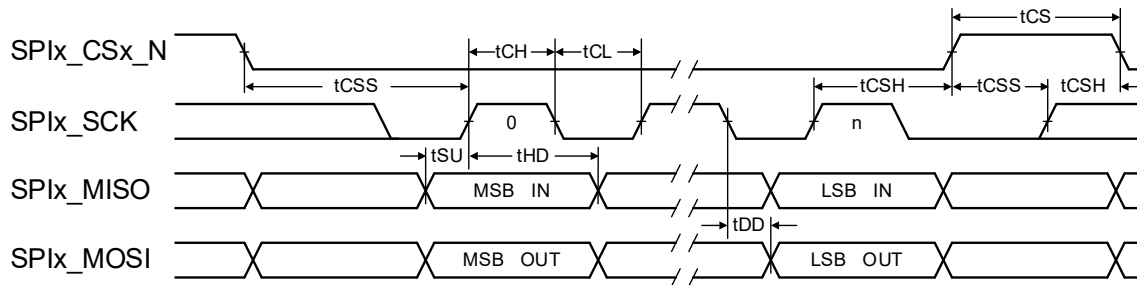 tCS
SPIx_CSx_N
tCH tCL
tCSS tCSH tCSS tCSH
SPIx_SCK 0 n
tSU tHD
SPIx_MISO MSB IN LSB IN
tDD
SPIx_MOSI MSB OUT LSB OUT